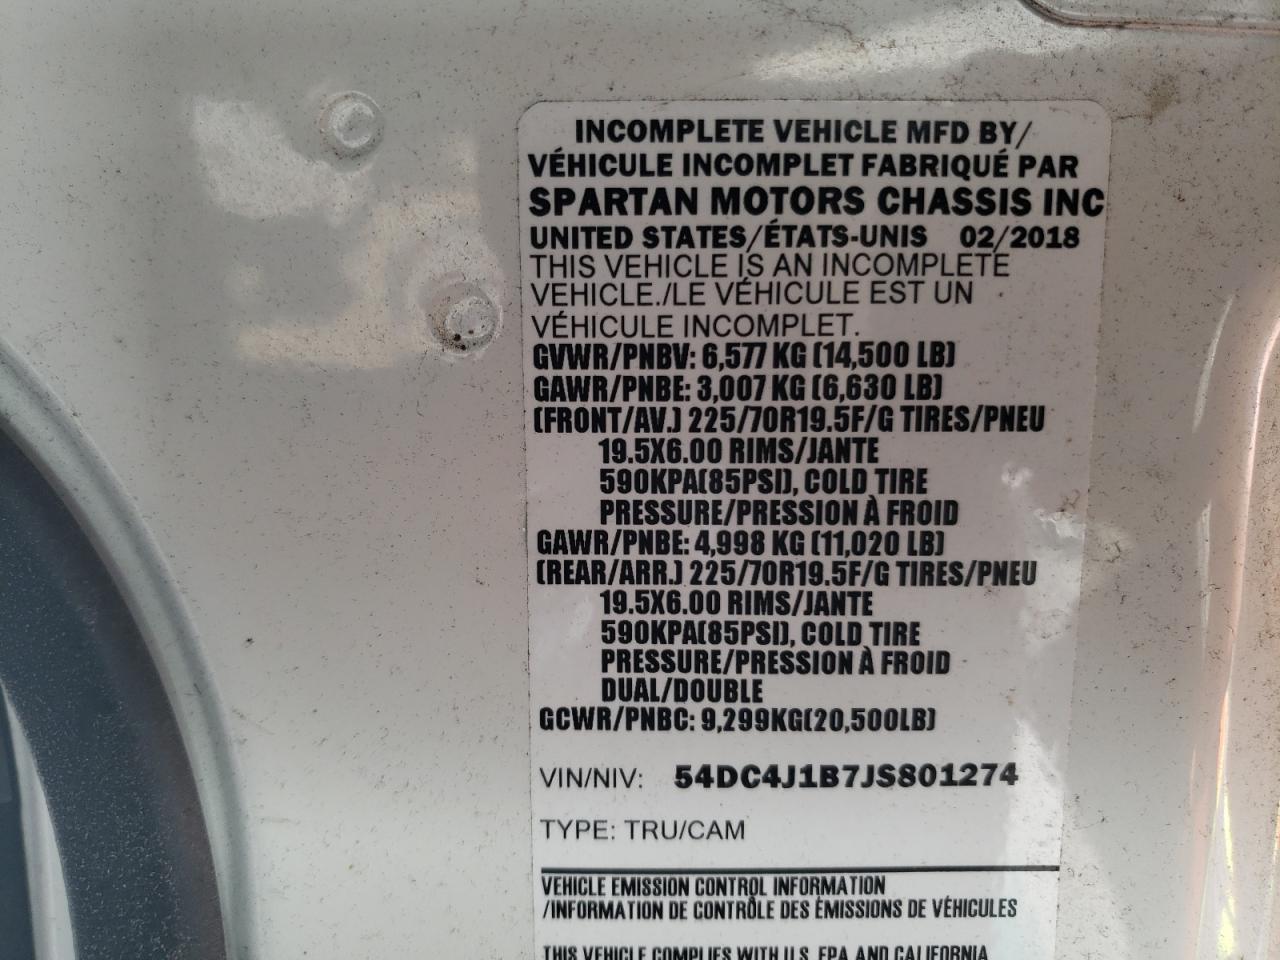 INCOMPLETE VEHICLE MFD BY/
VÉHICULE INCOMPLET FABRIQUÉ PAR
SPARTAN MOTORS CHASSIS INC
UNITED STATES/ÉTATS-UNIS 02/2018
THIS VEHICLE IS AN INCOMPLETE
VEHICLE./LE VÉHICULE EST UN
VÉHICULE INCOMPLET.
GVWR/PNBV: 6,577 KG (14,500 LB)
GAWR/PNBE: 3,007 KG (6,630 LB)
(FRONT/AV.) 225/70R19.5F/G TIRES/PNEU
19.5X6.00 RIMS/JANTE
590KPA(85PSI), COLD TIRE
PRESSURE/PRESSION À FROID
GAWR/PNBE: 4,998 KG (11,020 LB)
(REAR/ARR.) 225/70R19.5F/G TIRES/PNEU
19.5X6.00 RIMS/JANTE
590KPA(85PSI), COLD TIRE
PRESSURE/PRESSION À FROID
DUAL/DOUBLE
GCWR/PNBC: 9,299KG(20,500LB)
VIN/NIV: 54DC4J1B7JS801274
TYPE: TRU/CAM
VEHICLE EMISSION CONTROL INFORMATION
/INFORMATION DE CONTRÔLE DES ÉMISSIONS DE VÉHICULES
THIS VEHICLE COMPLIES WITH U.S. EPA AND CALIFORNIA